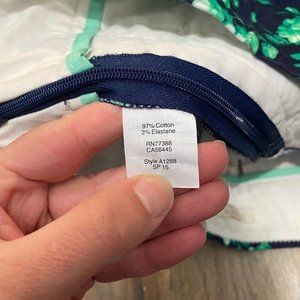 97% Cotton
3% Elastane
RN77388
CA56445
Style A1288
SP 15